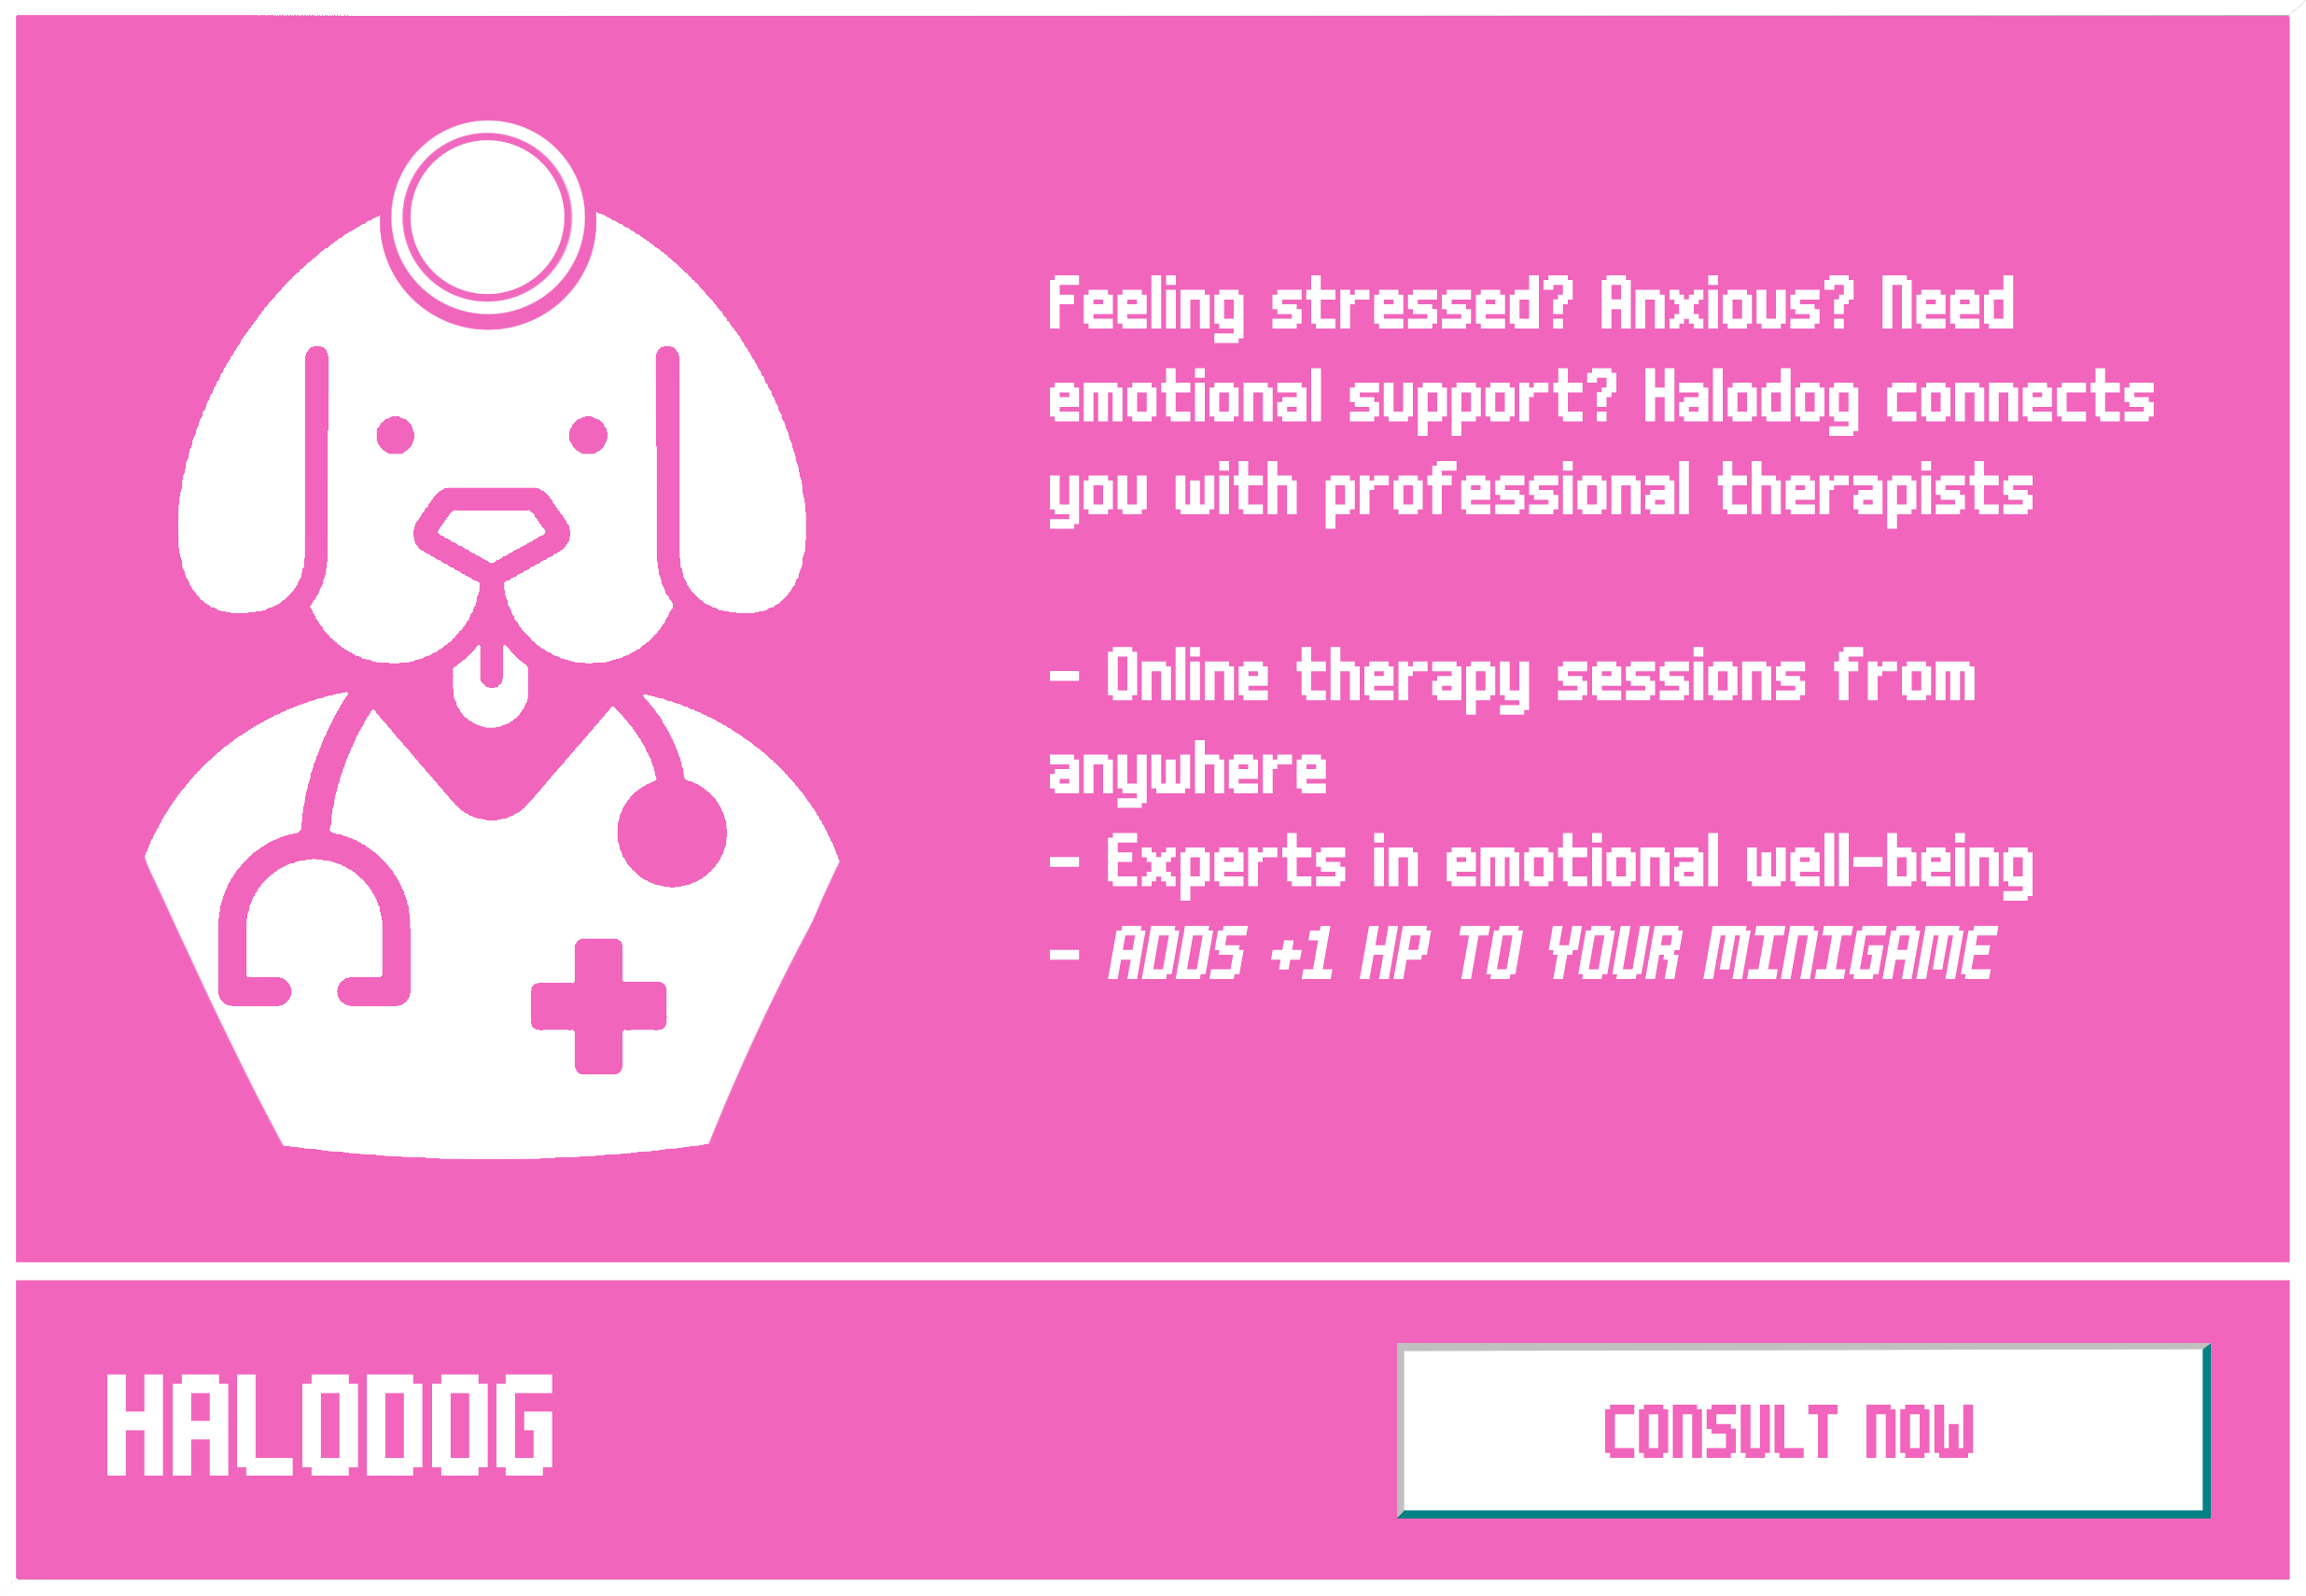 Feeling stressed? Anxious? Need
emotional support? Halodog connects
you with professional therapists
- Online therapy sessions from
anywhere
- Experts in emotional well-being
- ADDS +1 HP TO YOUR MINIGAME
HALODOG
CONSULT NOW